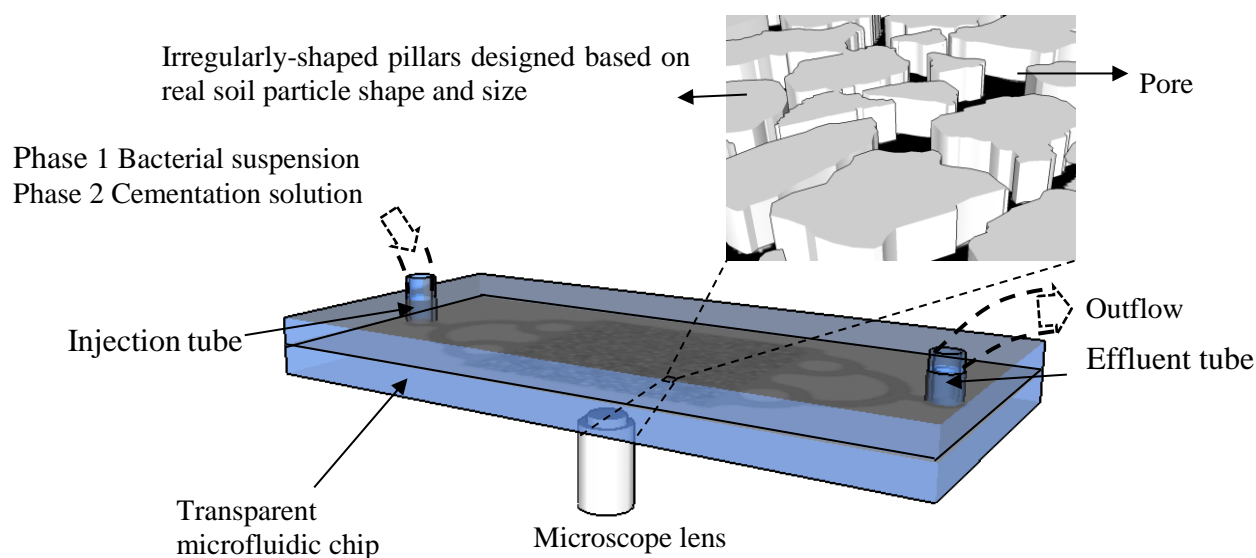 Irregularly-shaped pillars designed based on
real soil particle shape and size
Pore
Phase 1 Bacterial suspension
Phase 2 Cementation solution
Injection tube
Outflow
Effluent tube
Transparent
microfluidic chip
Microscope lens